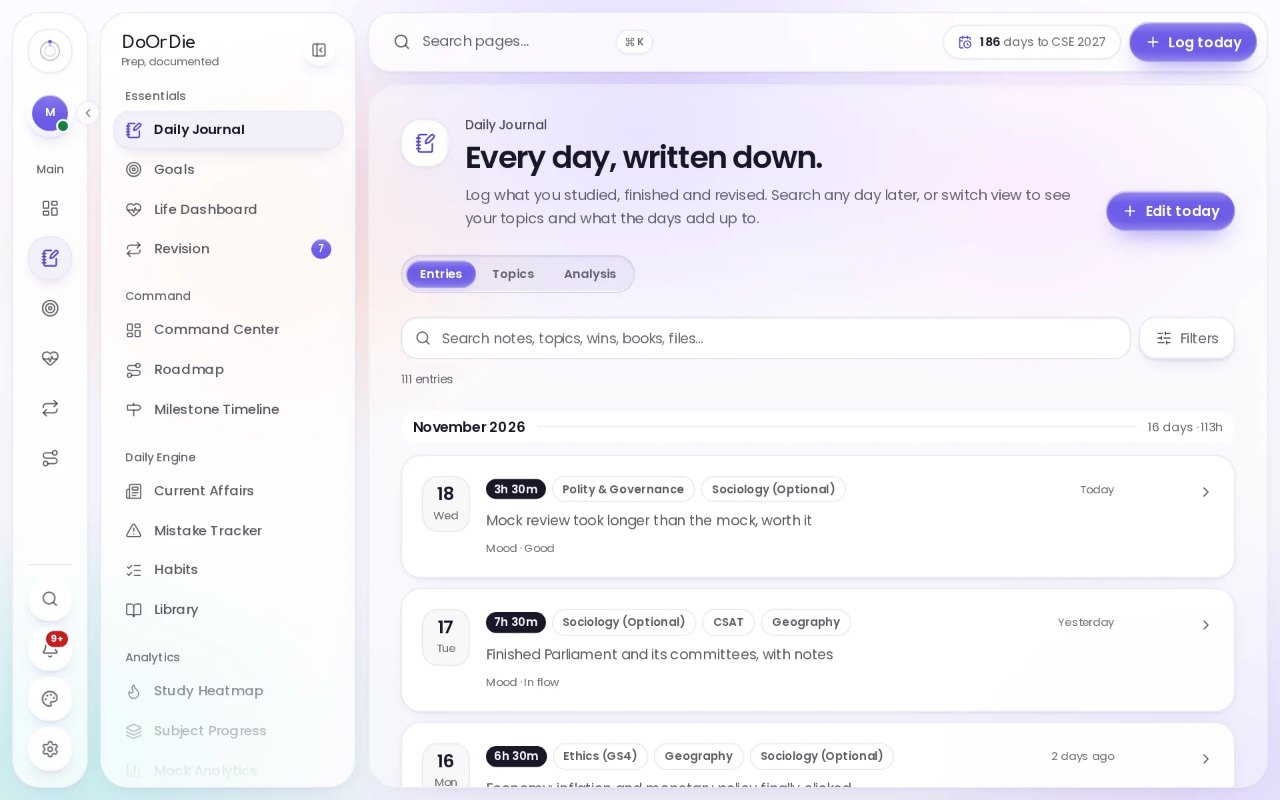 M
Main
9+
DoOrDie
Prep, documented
Essentials
Daily Journal
Goals
Life Dashboard
Revision 7
Command
Command Center
Roadmap
Milestone Timeline
Daily Engine
Current Affairs
Mistake Tracker
Habits
Library
Analytics
Study Heatmap
Subject Progress
Mock Analytics
Search pages... ⌘ K
186 days to CSE 2027
+ Log today
Daily Journal
Every day, written down.
Log what you studied, finished and revised. Search any day later, or switch view to see
your topics and what the days add up to.
+ Edit today
Entries Topics Analysis
Search notes, topics, wins, books, files...
Filters
111 entries
November 2026 16 days · 113h
18 Wed
3h 30m Polity & Governance Sociology (Optional) Today
Mock review took longer than the mock, worth it
Mood · Good
17 Tue
7h 30m Sociology (Optional) CSAT Geography Yesterday
Finished Parliament and its committees, with notes
Mood · In flow
16 Mon
6h 30m Ethics (GS4) Geography Sociology (Optional) 2 days ago
Economy: inflation and monetary policy finally clicked